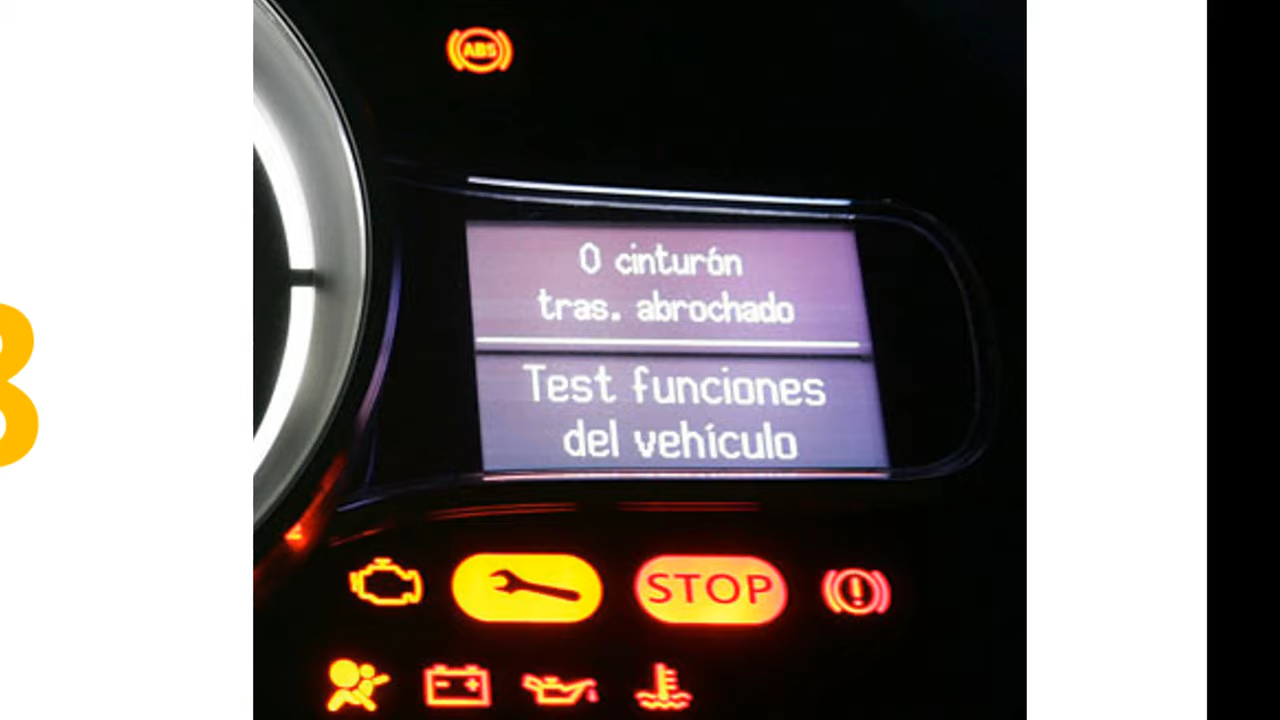 ABS
0 cinturón
tras. abrochado
Test funciones
del vehículo
STOP